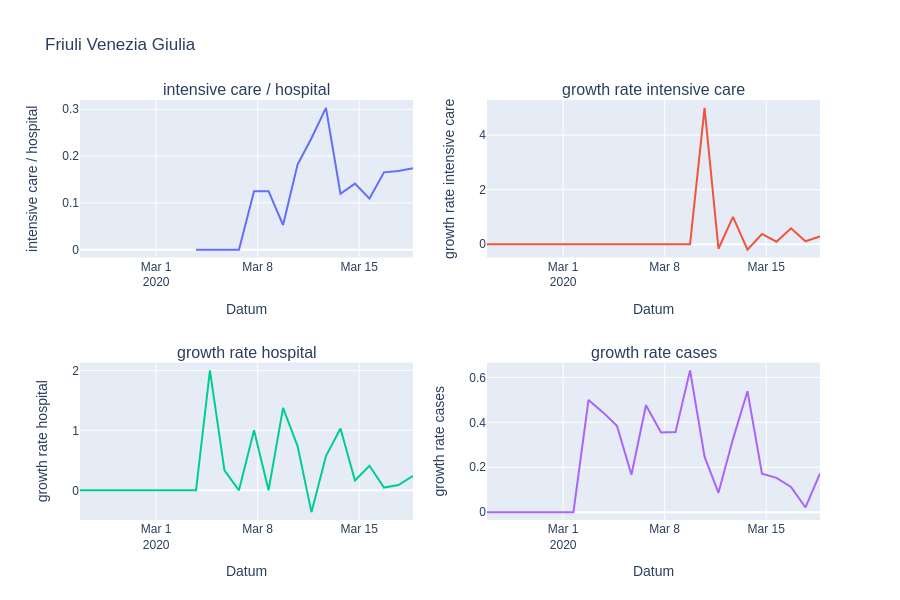 Friuli Venezia Giulia
intensive care / hospital
intensive care / hospital
0.3
0.2
0.1
0
Mar 1
2020
Mar 8
Mar 15
Datum
growth rate intensive care
growth rate intensive care
4
2
0
Mar 1
2020
Mar 8
Mar 15
Datum
growth rate hospital
growth rate hospital
2
1
0
Mar 1
2020
Mar 8
Mar 15
Datum
growth rate cases
growth rate cases
0.6
0.4
0.2
0
Mar 1
2020
Mar 8
Mar 15
Datum